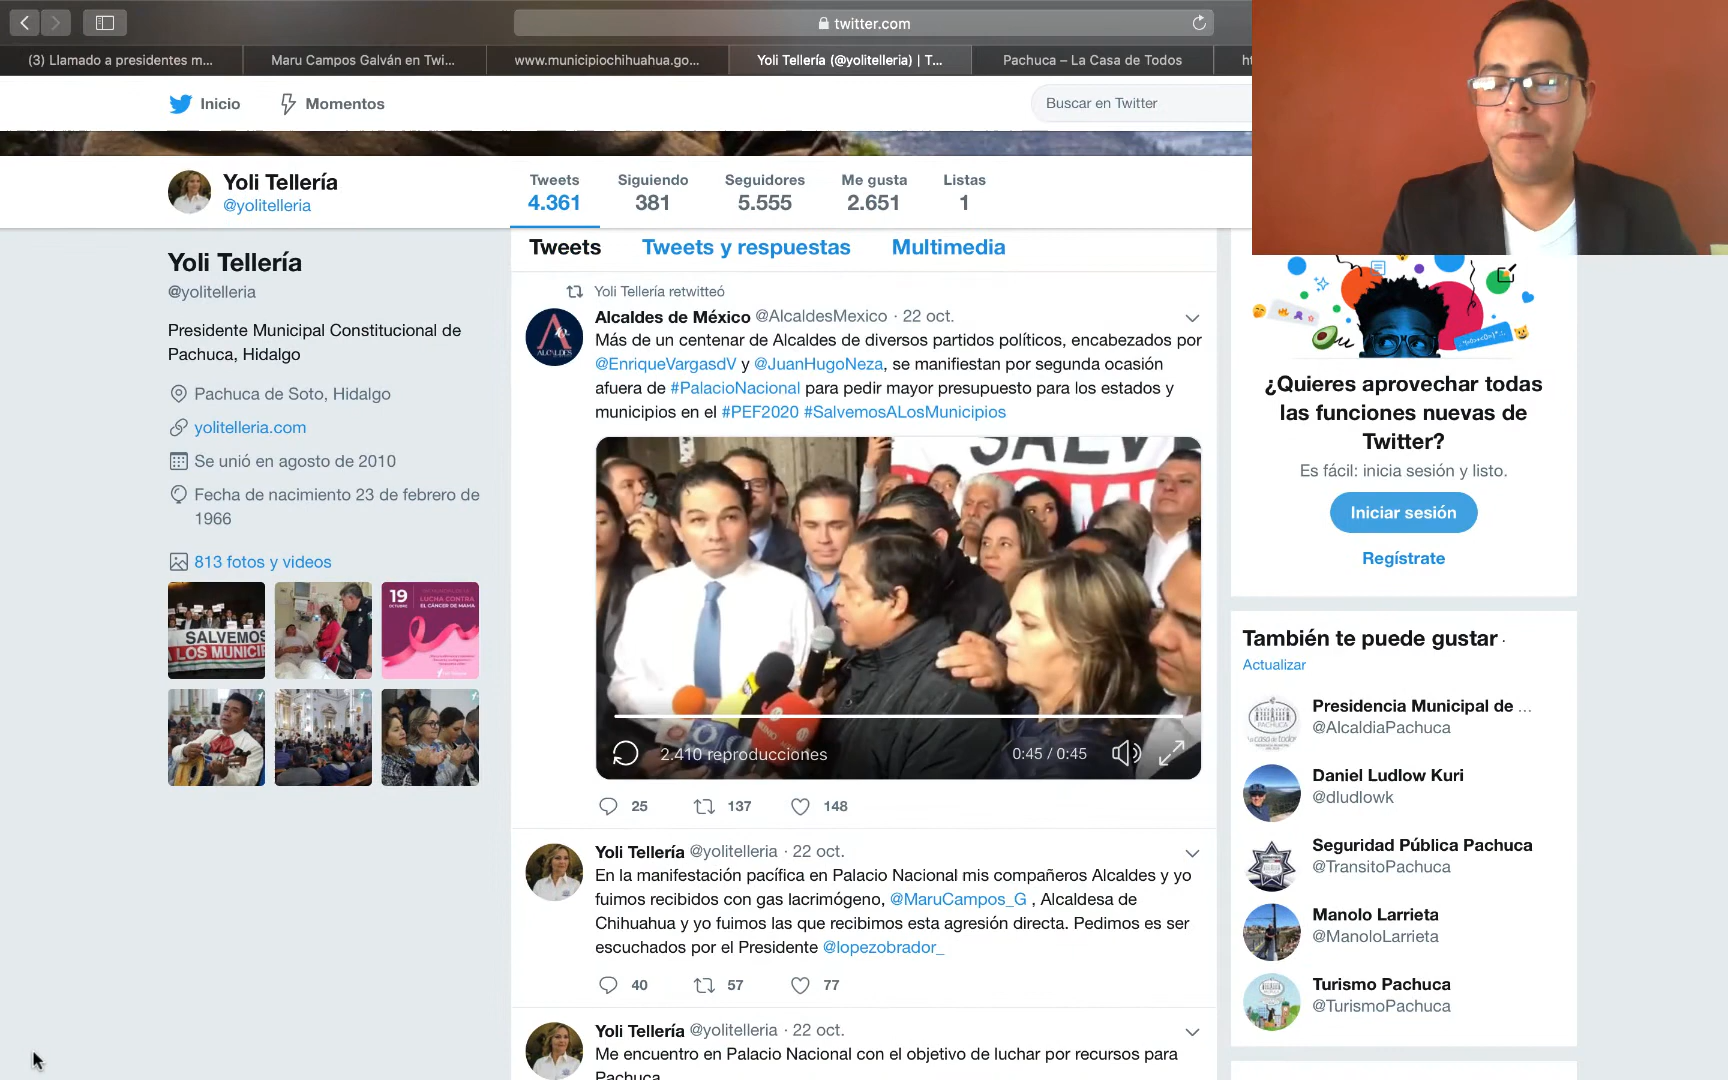 twitter.com
(3) Llamado a presidentes m...
Maru Campos Galván en Twi...
www.municipiochihuahua.go...
Yoli Tellería (@yolitelleria) | T...
Pachuca – La Casa de Todos
Inicio
Momentos
Buscar en Twitter
Yoli Tellería
@yolitelleria
Tweets
4.361
Siguiendo
381
Seguidores
5.555
Me gusta
2.651
Listas
1
Yoli Tellería
@yolitelleria
Presidente Municipal Constitucional de
Pachuca, Hidalgo
Pachuca de Soto, Hidalgo
yolitelleria.com
Se unió en agosto de 2010
Fecha de nacimiento 23 de febrero de
1966
813 fotos y videos
SALVEMOS
A LOS MUNICIP
19
OCTUBRE
LUCHA CONTRA
EL CÁNCER DE MAMA
Tweets
Tweets y respuestas
Multimedia
Yoli Tellería retwitteó
Alcaldes de México @AlcaldesMexico · 22 oct.
Más de un centenar de Alcaldes de diversos partidos políticos, encabezados por
@EnriqueVargasdV y @JuanHugoNeza, se manifiestan por segunda ocasión
afuera de #PalacioNacional para pedir mayor presupuesto para los estados y
municipios en el #PEF2020 #SalvemosALosMunicipios
ALCALDES
SALV
2.410 reproducciones
0:45 / 0:45
25
137
148
Yoli Tellería @yolitelleria · 22 oct.
En la manifestación pacífica en Palacio Nacional mis compañeros Alcaldes y yo
fuimos recibidos con gas lacrimógeno, @MaruCampos_G , Alcaldesa de
Chihuahua y yo fuimos las que recibimos esta agresión directa. Pedimos es ser
escuchados por el Presidente @lopezobrador_
40
57
77
Yoli Tellería @yolitelleria · 22 oct.
Me encuentro en Palacio Nacional con el objetivo de luchar por recursos para
Pachuca
¿Quieres aprovechar todas
las funciones nuevas de
Twitter?
Es fácil: inicia sesión y listo.
Iniciar sesión
Regístrate
También te puede gustar ·
Actualizar
Presidencia Municipal de ...
@AlcaldiaPachuca
Daniel Ludlow Kuri
@dludlowk
Seguridad Pública Pachuca
@TransitoPachuca
Manolo Larrieta
@ManoloLarrieta
Turismo Pachuca
@TurismoPachuca